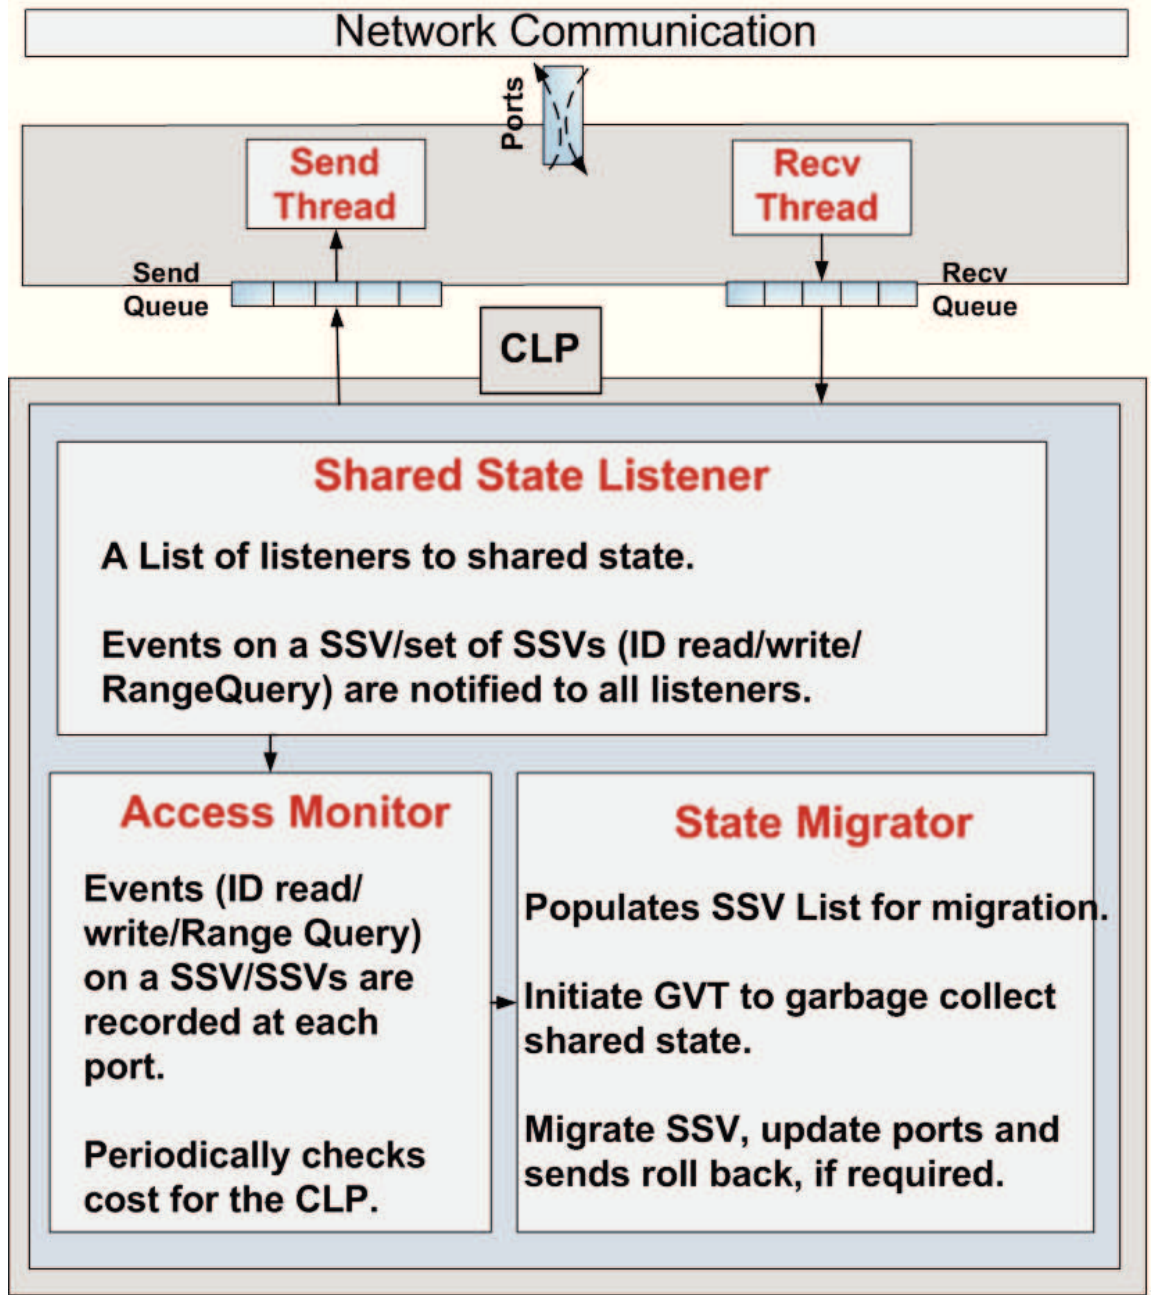 Network Communication
Ports
Send
Thread
Recv
Thread
Send
Queue
Recv
Queue
CLP
Shared State Listener
A List of listeners to shared state.
Events on a SSV/set of SSVs (ID read/write/
RangeQuery) are notified to all listeners.
Access Monitor
Events (ID read/
write/Range Query)
on a SSV/SSVs are
recorded at each
port.
Periodically checks
cost for the CLP.
State Migrator
Populates SSV List for migration.
Initiate GVT to garbage collect
shared state.
Migrate SSV, update ports and
sends roll back, if required.